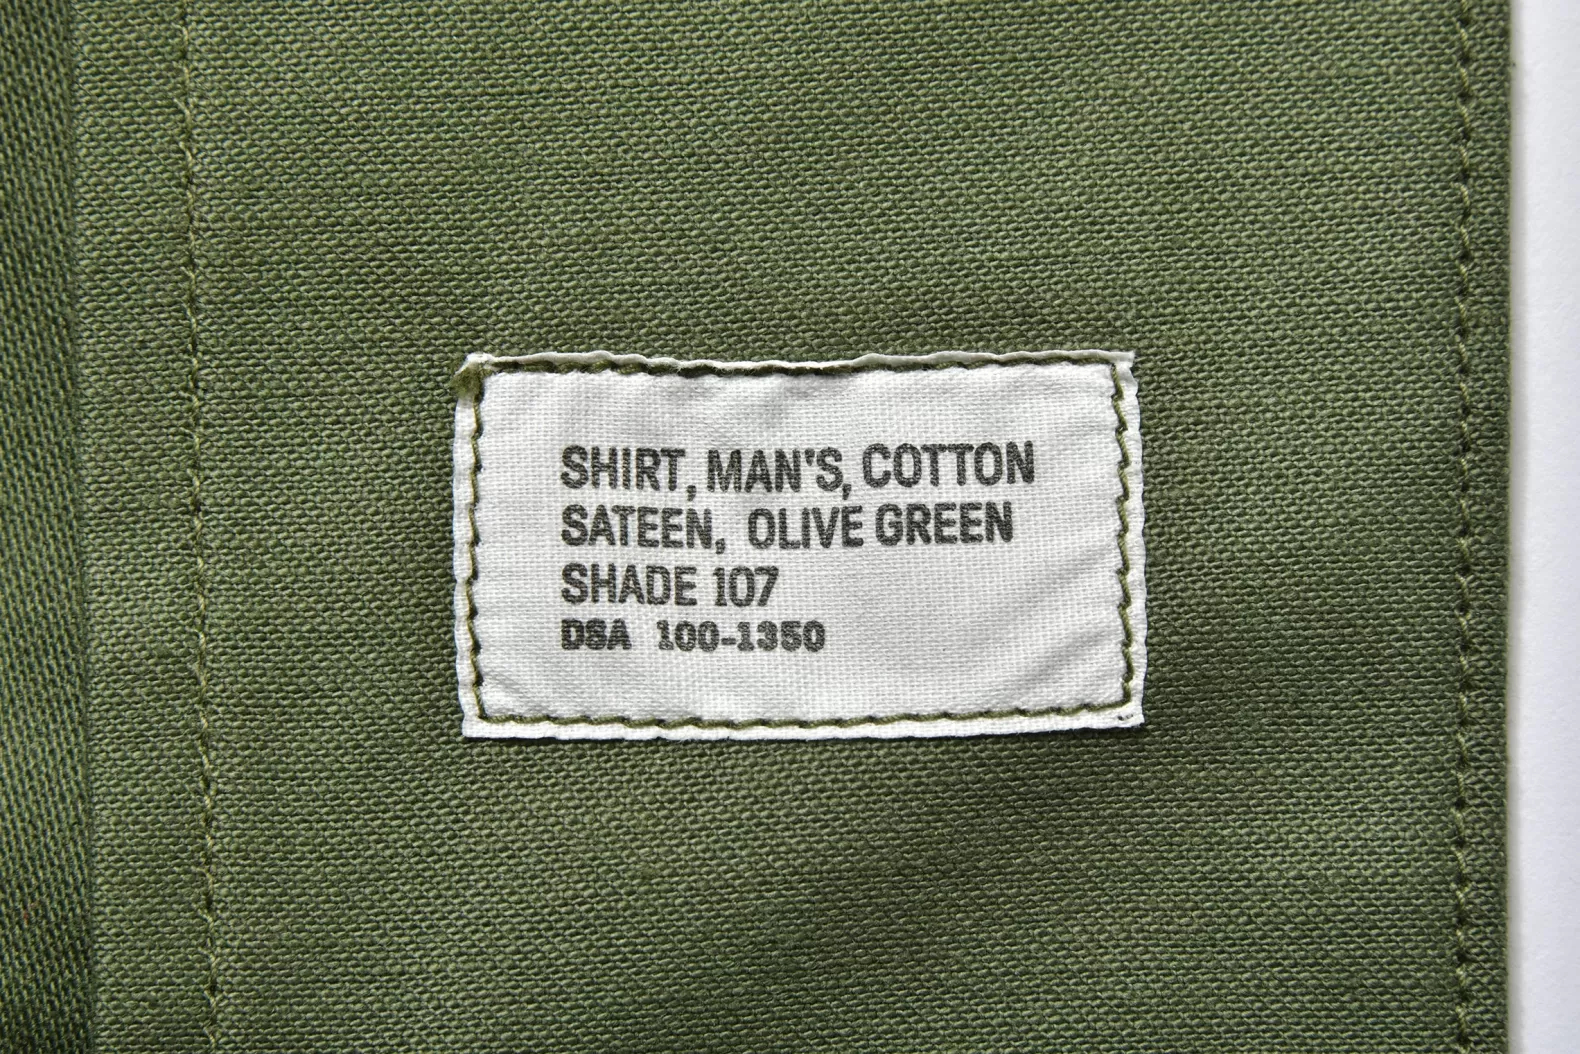 SHIRT, MAN'S, COTTON
SATEEN, OLIVE GREEN
SHADE 107
DSA 100-1350